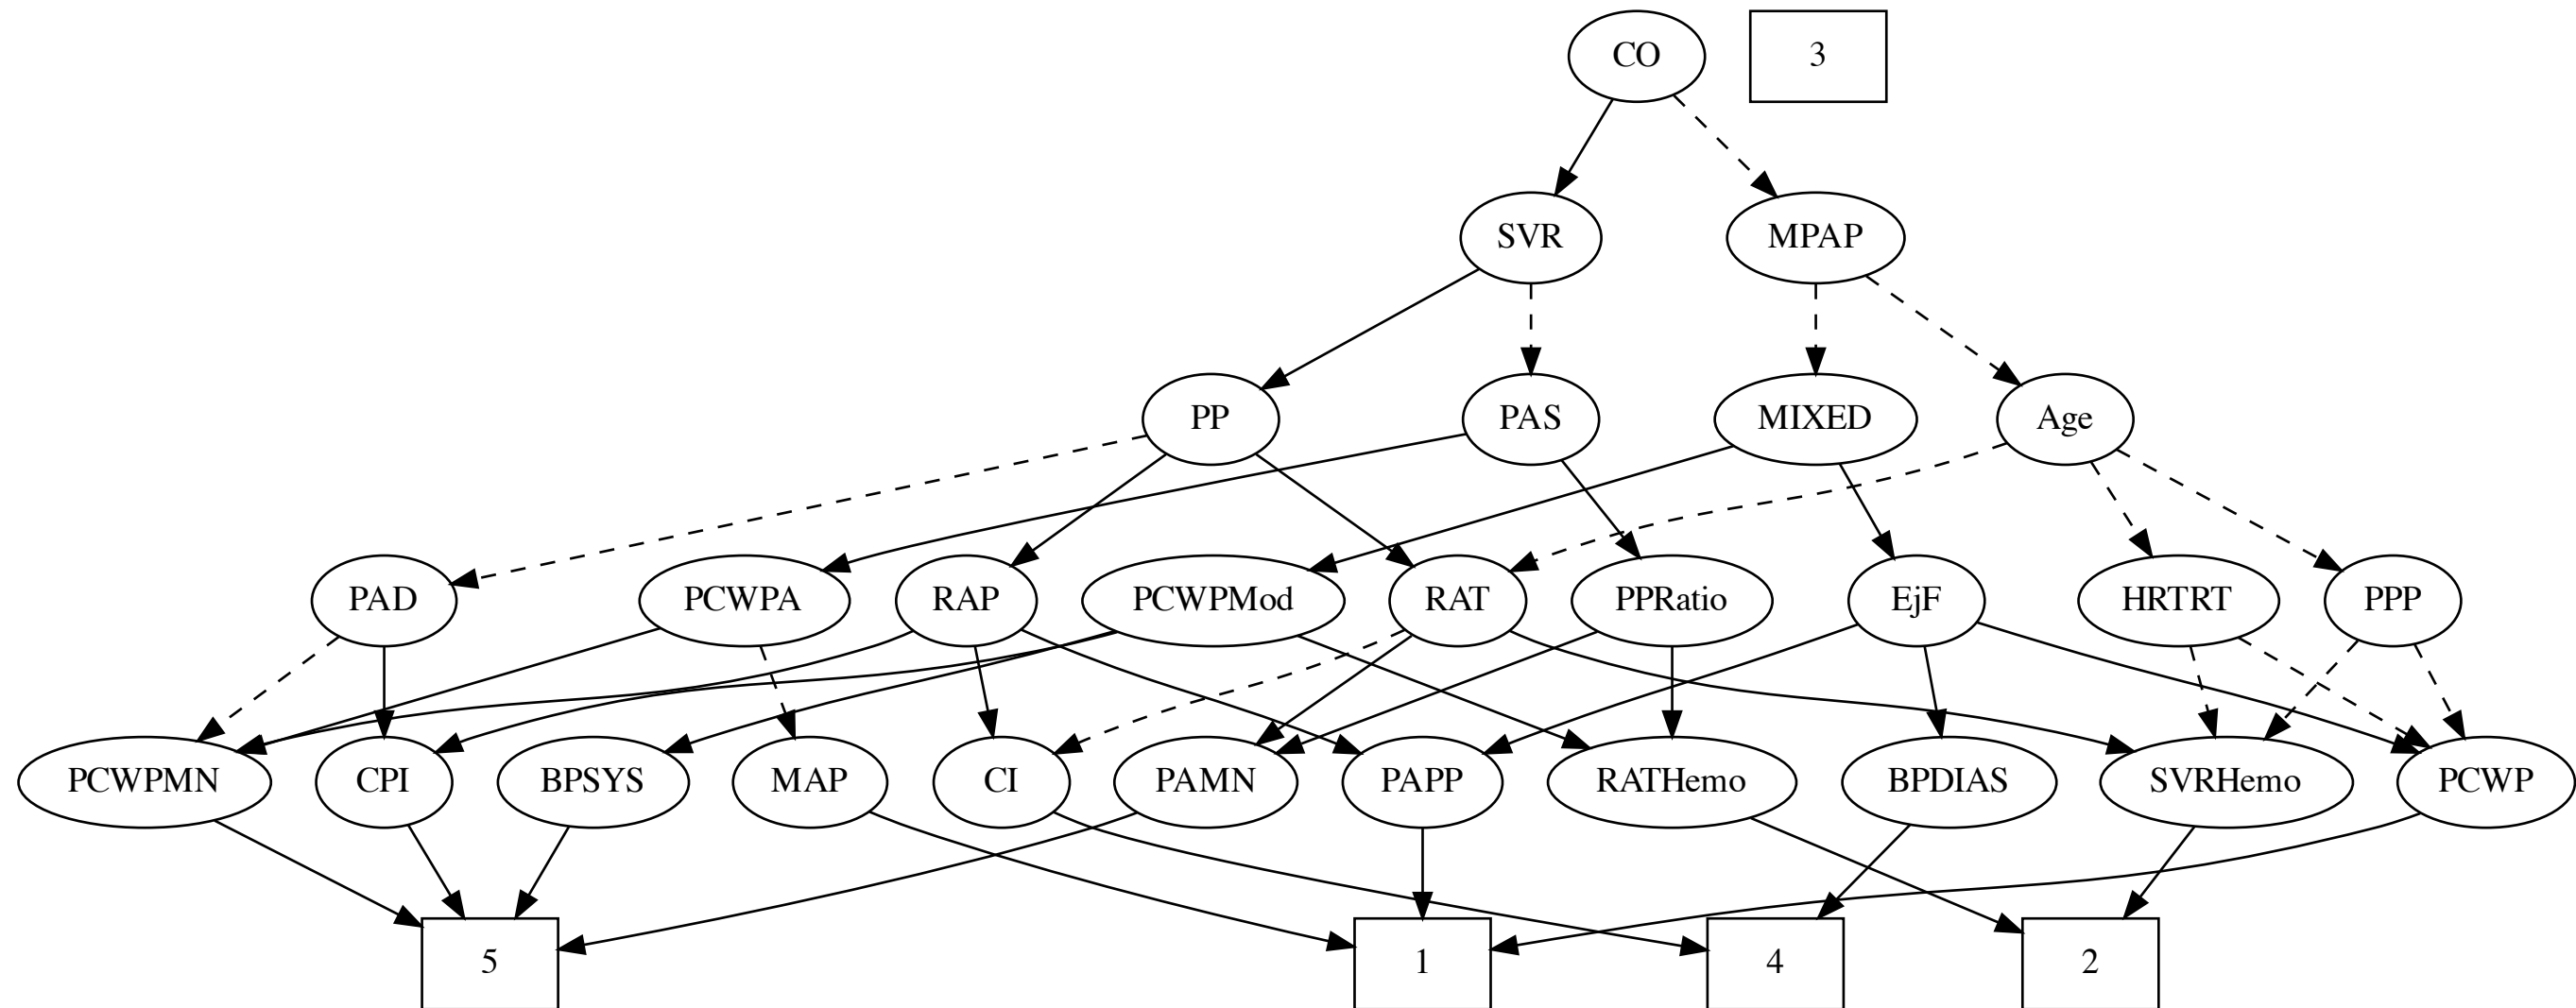 CO
3
SVR
MPAP
PP
PAS
MIXED
Age
PAD
PCWPA
RAP
PCWPMod
RAT
PPRatio
EjF
HRTRT
PPP
PCWPMN
CPI
BPSYS
MAP
CI
PAMN
PAPP
RATHemo
BPDIAS
SVRHemo
PCWP
5
1
4
2